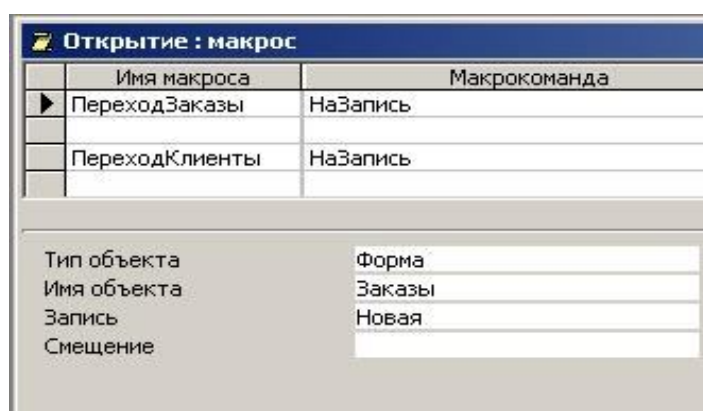 Открытие : макрос
Имя макроса Макрокоманда
ПереходЗаказы НаЗапись
ПереходКлиенты НаЗапись
Тип объекта Форма
Имя объекта Заказы
Запись Новая
Смещение